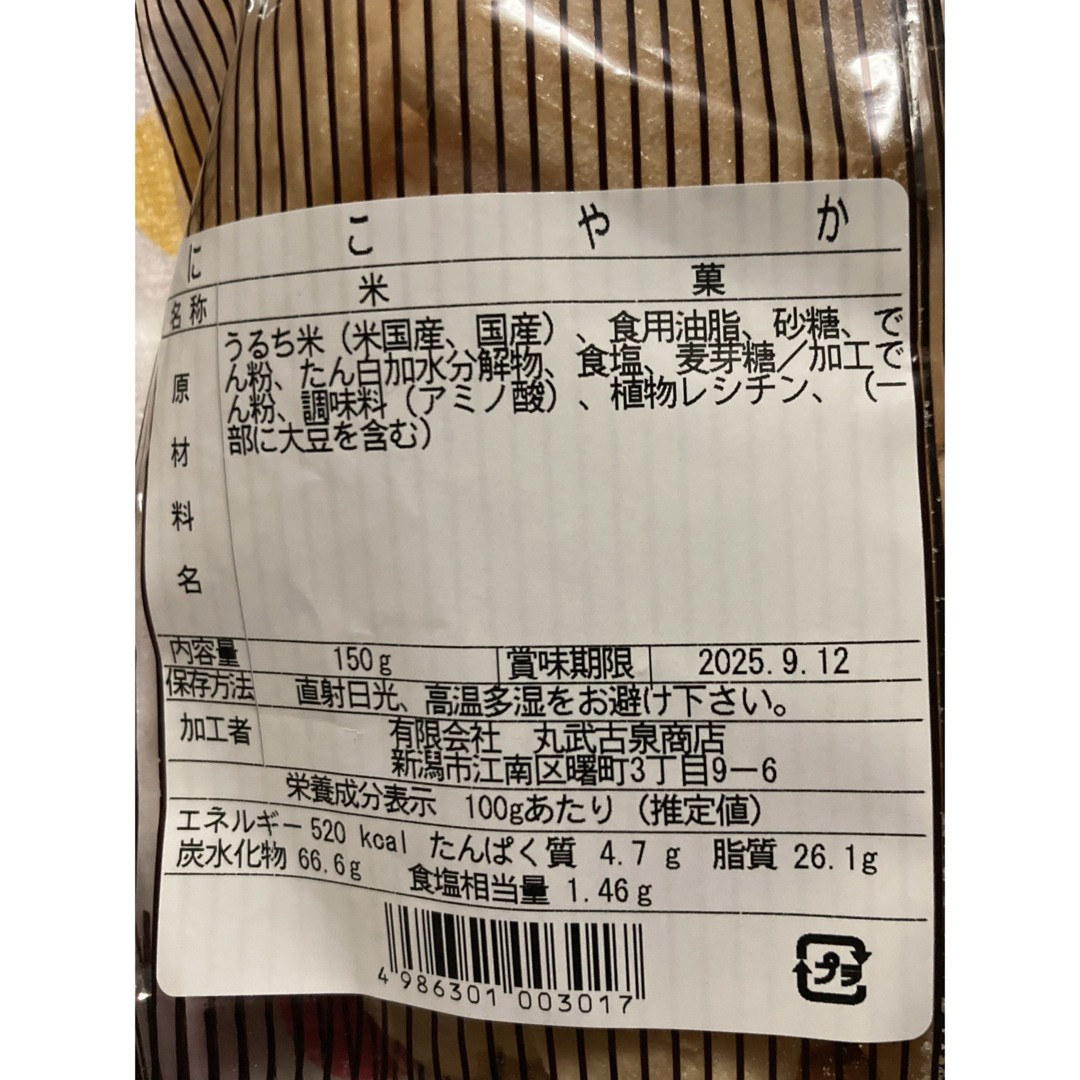 にこやか
名称 米菓
原材料名 うるち米（米国産、国産）、食用油脂、砂糖、で
ん粉、たん白加水分解物、食塩、麦芽糖／加工で
ん粉、調味料（アミノ酸）、植物レシチン、（一
部に大豆を含む）
内容量 150g 賞味期限 2025.9.12
保存方法 直射日光、高温多湿をお避け下さい。
加工者 有限会社 丸武古泉商店
新潟市江南区曙町3丁目9−6
栄養成分表示 100gあたり（推定値）
エネルギー 520 kcal たんぱく質 4.7 g 脂質 26.1g
炭水化物 66.6g 食塩相当量 1.46g
4 986301 003017
プラ